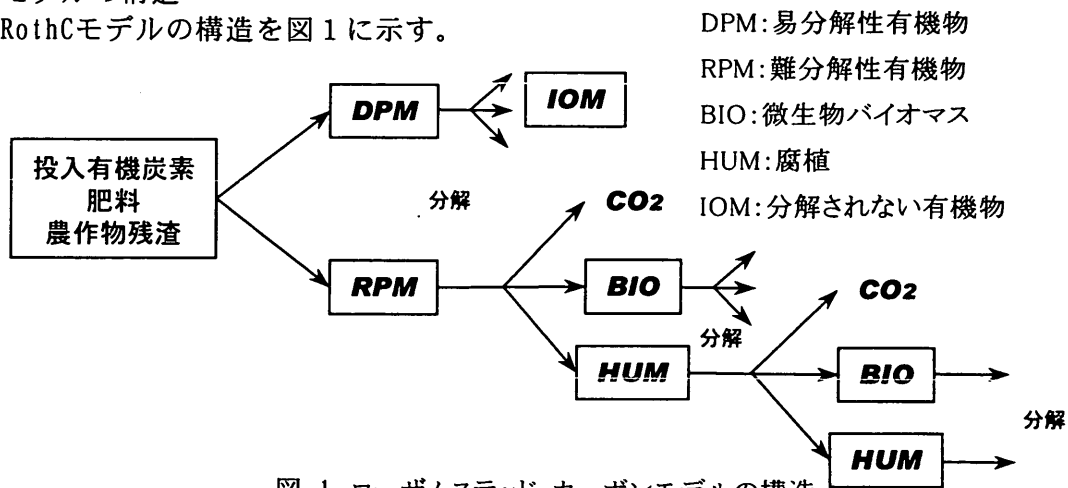 RothCモデルの構造を図1に示す。
DPM:易分解性有機物
RPM:難分解性有機物
BIO:微生物バイオマス
HUM:腐植
IOM:分解されない有機物
DPM
IOM
投入有機炭素
肥料
農作物残渣
分解
CO2
RPM
BIO
CO2
分解
HUM
BIO
分解
HUM